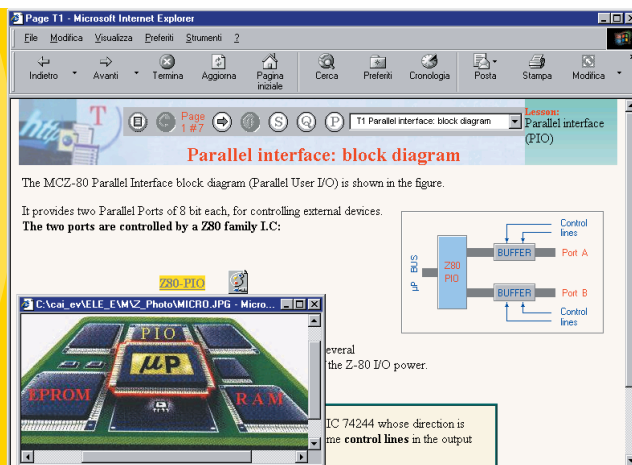 Page T1 - Microsoft Internet Explorer
File Modifica Visualizza Preferiti Strumenti ?
Indietro Avanti Termina Aggiorna Pagina iniziale Cerca Preferiti Cronologia Posta Stampa Modifica
http T
Page 1 #7
S Q P
T1 Parallel interface: block diagram
Lesson:
Parallel interface
(PIO)
Parallel interface: block diagram
The MCZ-80 Parallel Interface block diagram (Parallel User I/O) is shown in the figure.
It provides two Parallel Ports of 8 bit each, for controlling external devices.
The two ports are controlled by a Z80 family I.C:
Control
lines
µP BUS
Z80
PIO
BUFFER
Port A
BUFFER
Port B
Control
lines
Z80-PIO
C:\cai_ev\ELE_E\M\Z_Photo\MICRO.JPG - Micro...
PIO
µP
EPROM
RAM
everal
the Z-80 I/O power.
IC 74244 whose direction is
me control lines in the output